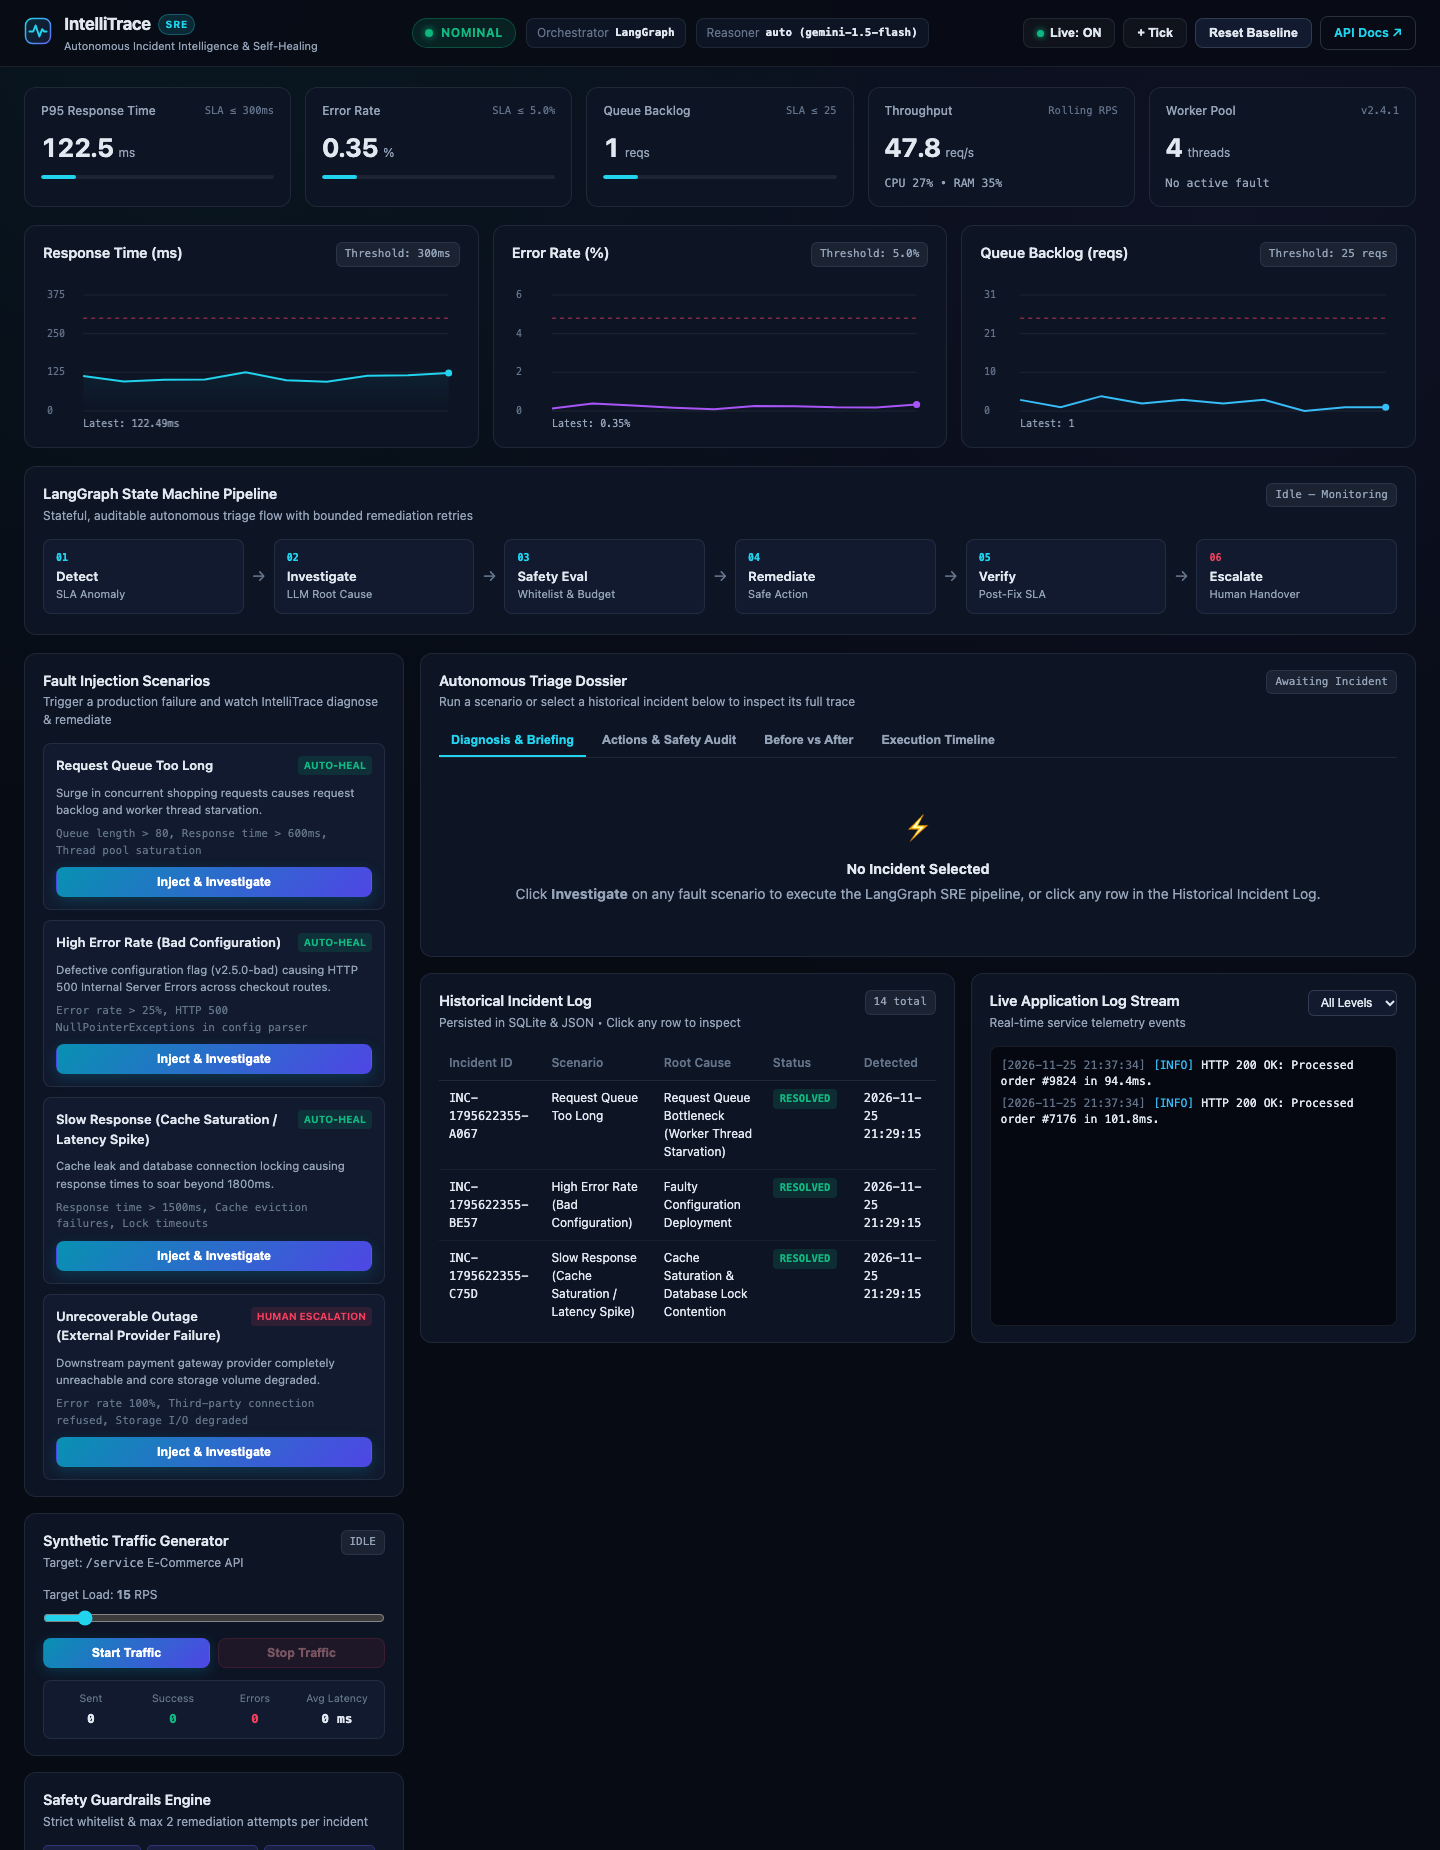 IntelliTrace SRE
Autonomous Incident Intelligence & Self-Healing
NOMINAL
Orchestrator LangGraph
Reasoner auto (gemini-1.5-flash)
Live: ON
+ Tick
Reset Baseline
API Docs ↗
P95 Response Time SLA ≤ 300ms
122.5 ms
Error Rate SLA ≤ 5.0%
0.35 %
Queue Backlog SLA ≤ 25
1 reqs
Throughput Rolling RPS
47.8 req/s
CPU 27% • RAM 35%
Worker Pool v2.4.1
4 threads
No active fault
Response Time (ms) Threshold: 300ms
375
250
125
0
Latest: 122.49ms
Error Rate (%) Threshold: 5.0%
6
4
2
0
Latest: 0.35%
Queue Backlog (reqs) Threshold: 25 reqs
31
21
10
0
Latest: 1
LangGraph State Machine Pipeline
Stateful, auditable autonomous triage flow with bounded remediation retries
Idle — Monitoring
01
Detect
SLA Anomaly
→
02
Investigate
LLM Root Cause
→
03
Safety Eval
Whitelist & Budget
→
04
Remediate
Safe Action
→
05
Verify
Post-Fix SLA
→
06
Escalate
Human Handover
Fault Injection Scenarios
Trigger a production failure and watch IntelliTrace diagnose
& remediate
Request Queue Too Long AUTO-HEAL
Surge in concurrent shopping requests causes request
backlog and worker thread starvation.
Queue length > 80, Response time > 600ms,
Thread pool saturation
Inject & Investigate
High Error Rate (Bad Configuration) AUTO-HEAL
Defective configuration flag (v2.5.0-bad) causing HTTP
500 Internal Server Errors across checkout routes.
Error rate > 25%, HTTP 500
NullPointerExceptions in config parser
Inject & Investigate
Slow Response (Cache Saturation / AUTO-HEAL
Latency Spike)
Cache leak and database connection locking causing
response times to soar beyond 1800ms.
Response time > 1500ms, Cache eviction
failures, Lock timeouts
Inject & Investigate
Unrecoverable Outage HUMAN ESCALATION
(External Provider Failure)
Downstream payment gateway provider completely
unreachable and core storage volume degraded.
Error rate 100%, Third-party connection
refused, Storage I/O degraded
Inject & Investigate
Synthetic Traffic Generator IDLE
Target: /service E-Commerce API
Target Load: 15 RPS
Start Traffic
Stop Traffic
Sent Success Errors Avg Latency
0 0 0 0 ms
Safety Guardrails Engine
Strict whitelist & max 2 remediation attempts per incident
Autonomous Triage Dossier Awaiting Incident
Run a scenario or select a historical incident below to inspect its full trace
Diagnosis & Briefing
Actions & Safety Audit
Before vs After
Execution Timeline
⚡
No Incident Selected
Click Investigate on any fault scenario to execute the LangGraph SRE pipeline, or click any row in the Historical Incident Log.
Historical Incident Log 14 total
Persisted in SQLite & JSON • Click any row to inspect
Incident ID Scenario Root Cause Status Detected
INC- Request Queue Request Queue RESOLVED 2026-11-
1795622355- Too Long Bottleneck 25
A067 (Worker Thread 21:29:15
Starvation)
INC- High Error Rate Faulty RESOLVED 2026-11-
1795622355- (Bad Configuration 25
BE57 Configuration) Deployment 21:29:15
INC- Slow Response Cache RESOLVED 2026-11-
1795622355- (Cache Saturation & 25
C75D Saturation / Database Lock 21:29:15
Latency Spike) Contention
Live Application Log Stream All Levels
Real-time service telemetry events
[2026-11-25 21:37:34] [INFO] HTTP 200 OK: Processed
order #9824 in 94.4ms.
[2026-11-25 21:37:34] [INFO] HTTP 200 OK: Processed
order #7176 in 101.8ms.